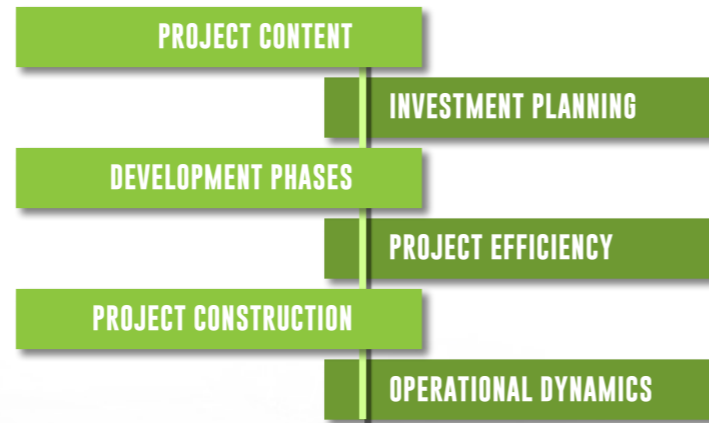 PROJECT CONTENT
INVESTMENT PLANNING
DEVELOPMENT PHASES
PROJECT EFFICIENCY
PROJECT CONSTRUCTION
OPERATIONAL DYNAMICS